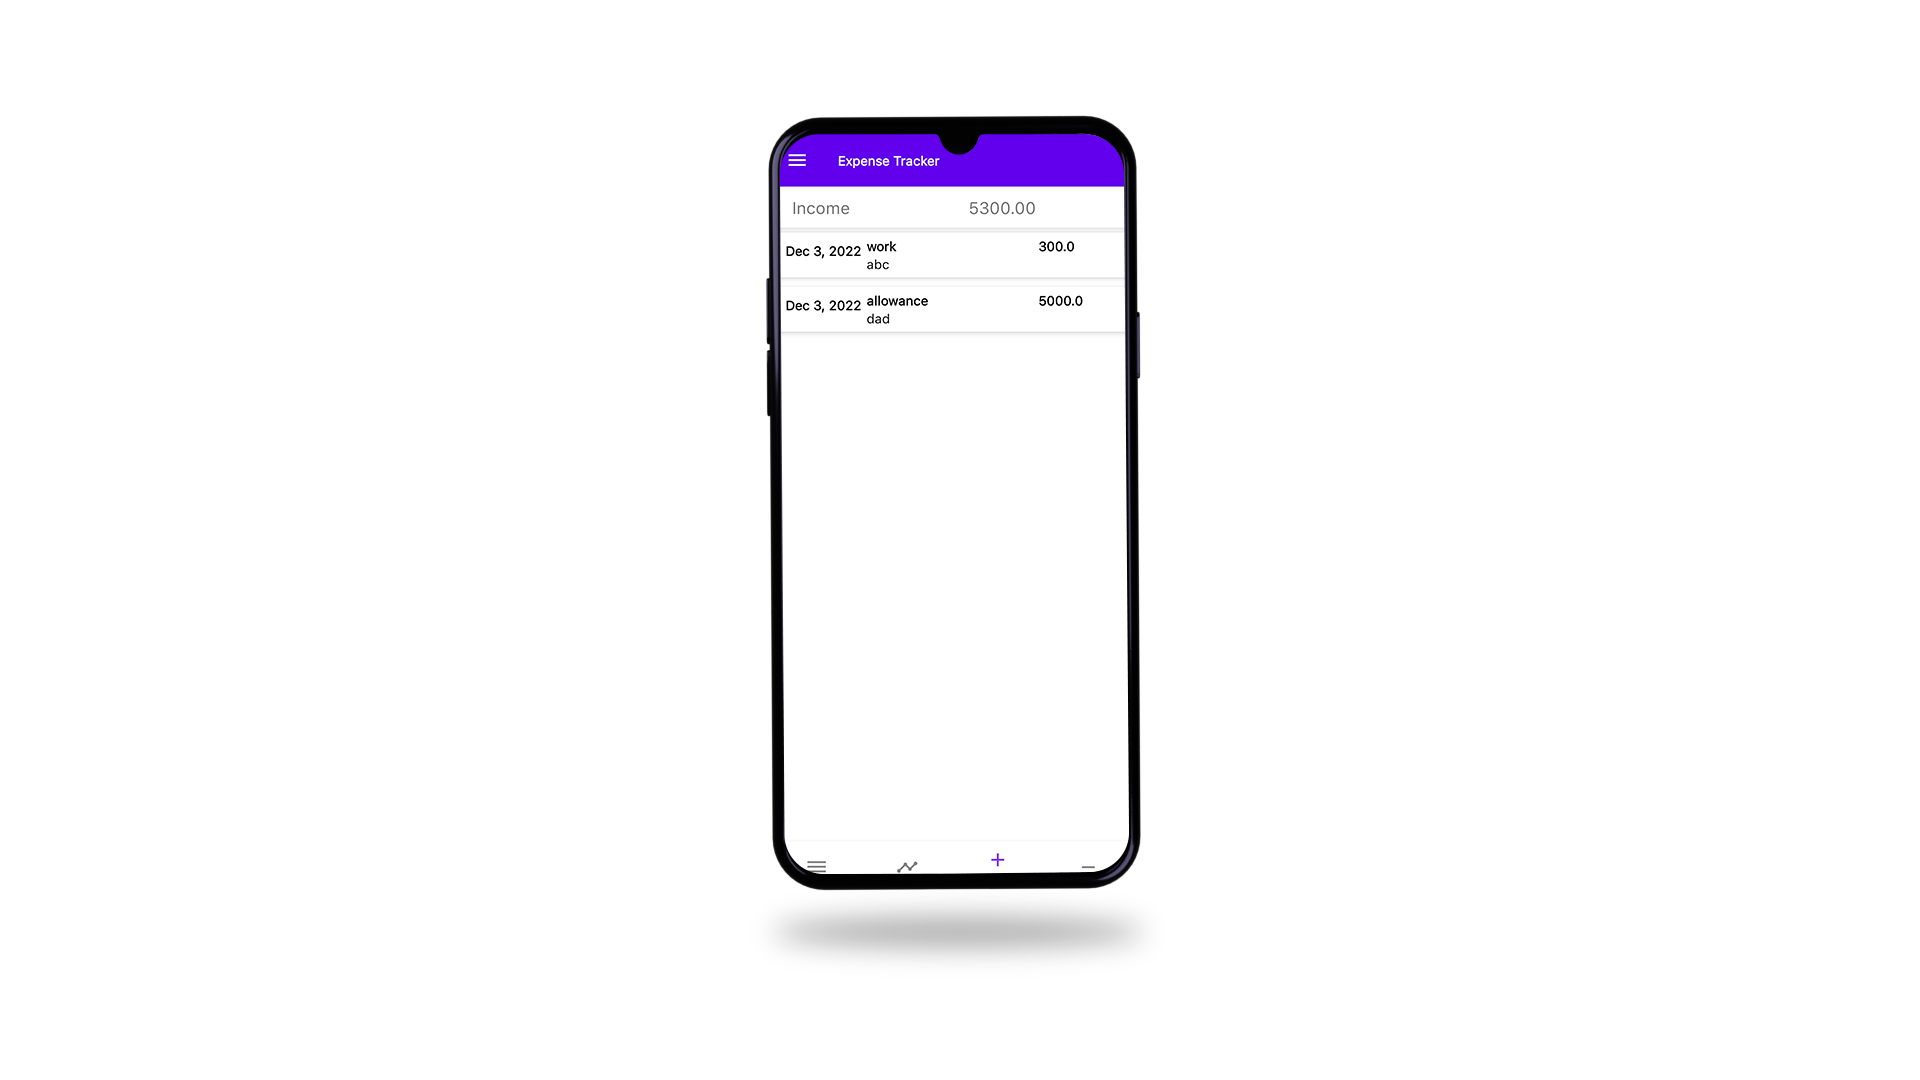 Expense Tracker
Income 5300.00
Dec 3, 2022 work 300.0
abc
Dec 3, 2022 allowance 5000.0
dad